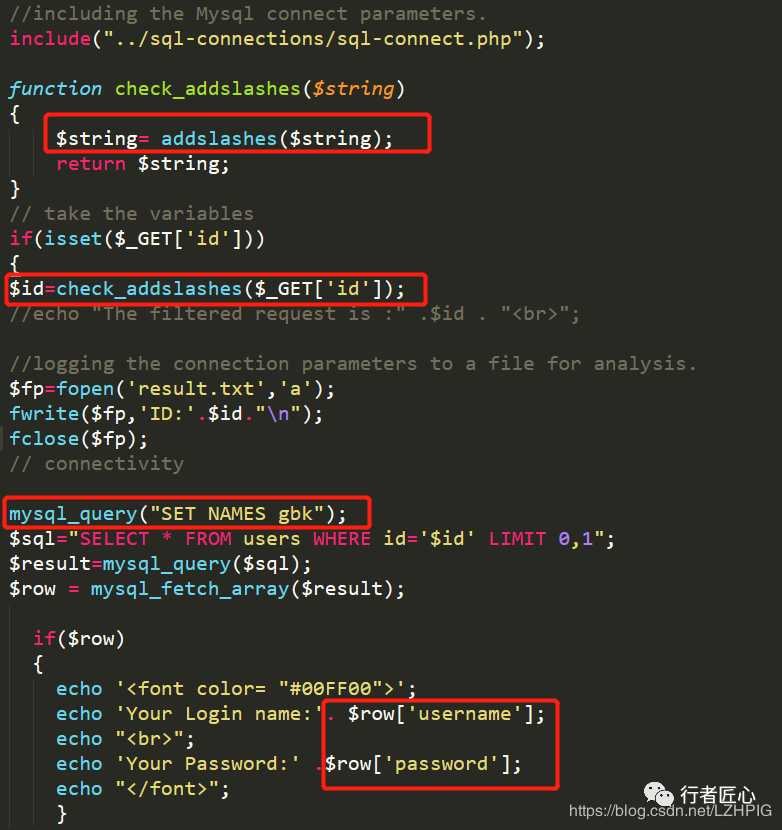 //including the Mysql connect parameters.
include("../sql-connections/sql-connect.php");
function check_addslashes($string)
{
$string= addslashes($string);
return $string;
}
// take the variables
if(isset($_GET['id']))
{
$id=check_addslashes($_GET['id']);
//echo "The filtered request is :" .$id . "<br>";
//logging the connection parameters to a file for analysis.
$fp=fopen('result.txt','a');
fwrite($fp,'ID:'.$id."\n");
fclose($fp);
// connectivity
mysql_query("SET NAMES gbk");
$sql="SELECT * FROM users WHERE id='$id' LIMIT 0,1";
$result=mysql_query($sql);
$row = mysql_fetch_array($result);
if($row)
{
echo '<font color= "#00FF00">';
echo 'Your Login name:'. $row['username'];
echo "<br>";
echo 'Your Password:' .$row['password'];
echo "</font>";
}
行者匠心
https://blog.csdn.net/LZHPIG